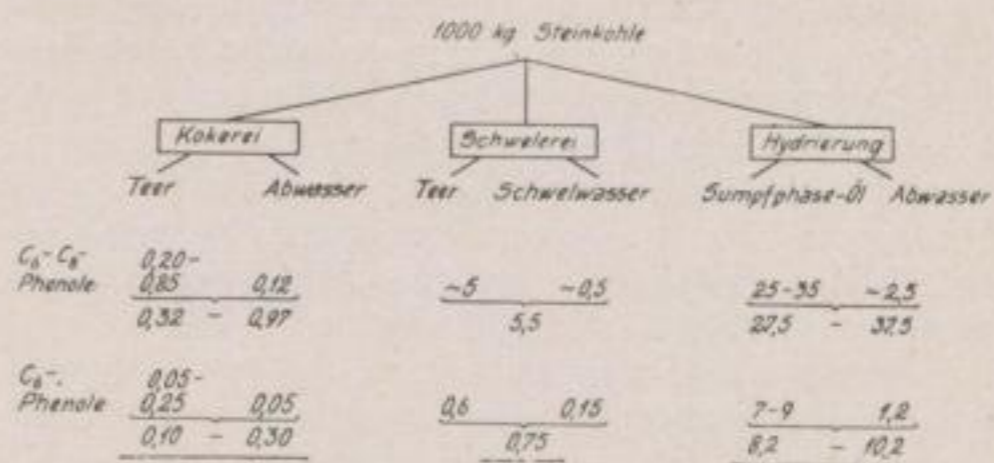 1000 kg Steinkohle
Kokerei Schwelerei Hydrierung
Teer Abwasser Teer Schwelwasser Sumpfphase-Öl Abwasser
C₆-C₈- 0,20-
Phenole 0,85 0,12 ~5 ~0,5 25-35 ~2,5
0,32 - 0,97 5,5 27,5 - 37,5
C₆-. 0,05-
Phenole 0,25 0,05 0,6 0,15 7-9 1,2
0,10 - 0,30 0,75 8,2 - 10,2